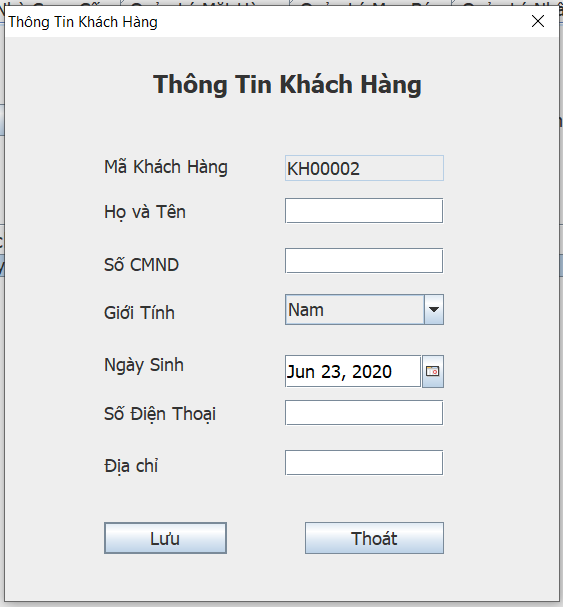 Thông Tin Khách Hàng
Thông Tin Khách Hàng
Mã Khách Hàng KH00002
Họ và Tên
Số CMND
Giới Tính Nam
Ngày Sinh Jun 23, 2020
Số Điện Thoại
Địa chỉ
Lưu Thoát